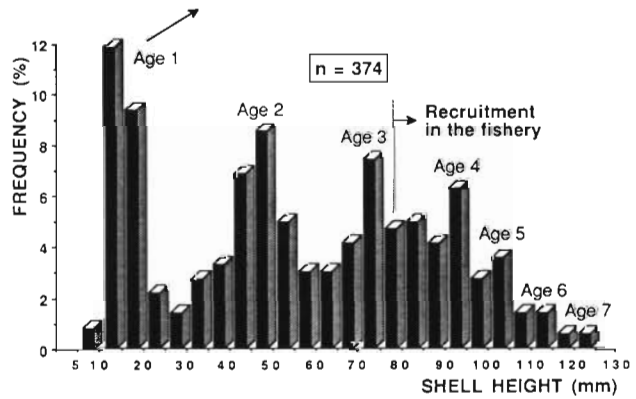 FREQUENCY (%)
12
10
8
6
4
2
0
Age 1
n = 374
Age 2
Age 3
Recruitment
in the fishery
Age 4
Age 5
Age 6
Age 7
5 10 20 30 40 50 60 70 80 90 100 110 120 130
SHELL HEIGHT (mm)